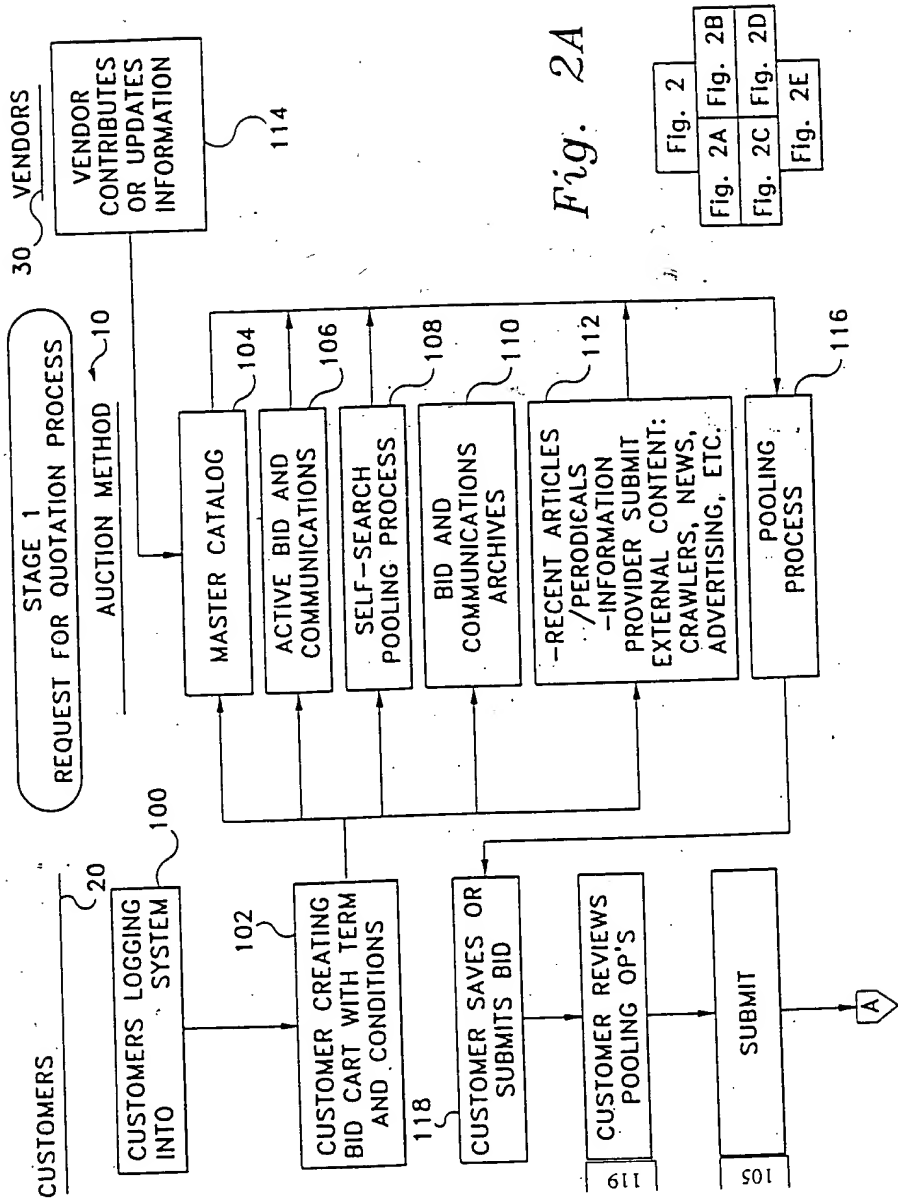 STAGE 1
REQUEST FOR QUOTATION PROCESS
CUSTOMERS
20
AUCTION METHOD
10
30
VENDORS
CUSTOMERS LOGGING
INTO SYSTEM
100
VENDOR
CONTRIBUTES
OR UPDATES
INFORMATION
114
102
CUSTOMER CREATING
BID CART WITH TERM
AND CONDITIONS
MASTER CATALOG
104
ACTIVE BID AND
COMMUNICATIONS
106
SELF-SEARCH
POOLING PROCESS
108
BID AND
COMMUNICATIONS
ARCHIVES
110
-RECENT ARTICLES
/PERODICALS
-INFORMATION
PROVIDER SUBMIT
EXTERNAL CONTENT:
CRAWLERS, NEWS,
ADVERTISING, ETC.
112
POOLING
PROCESS
116
118
CUSTOMER SAVES OR
SUBMITS BID
119
CUSTOMER REVIEWS
POOLING OP'S
105
SUBMIT
A
Fig. 2A
Fig. 2
Fig. 2A
Fig. 2B
Fig. 2C
Fig. 2D
Fig. 2E